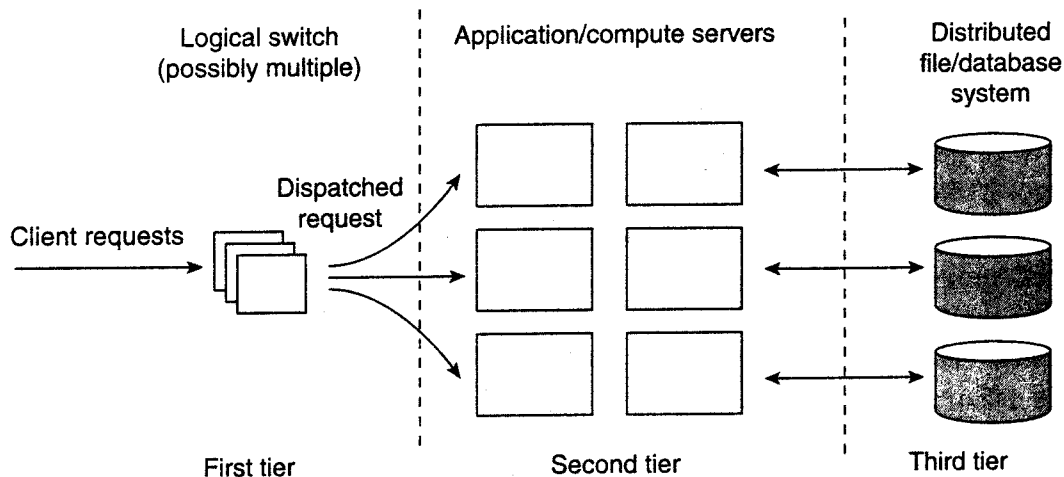 Logical switch
(possibly multiple)
Application/compute servers
Distributed
file/database
system
Dispatched
request
Client requests
First tier
Second tier
Third tier